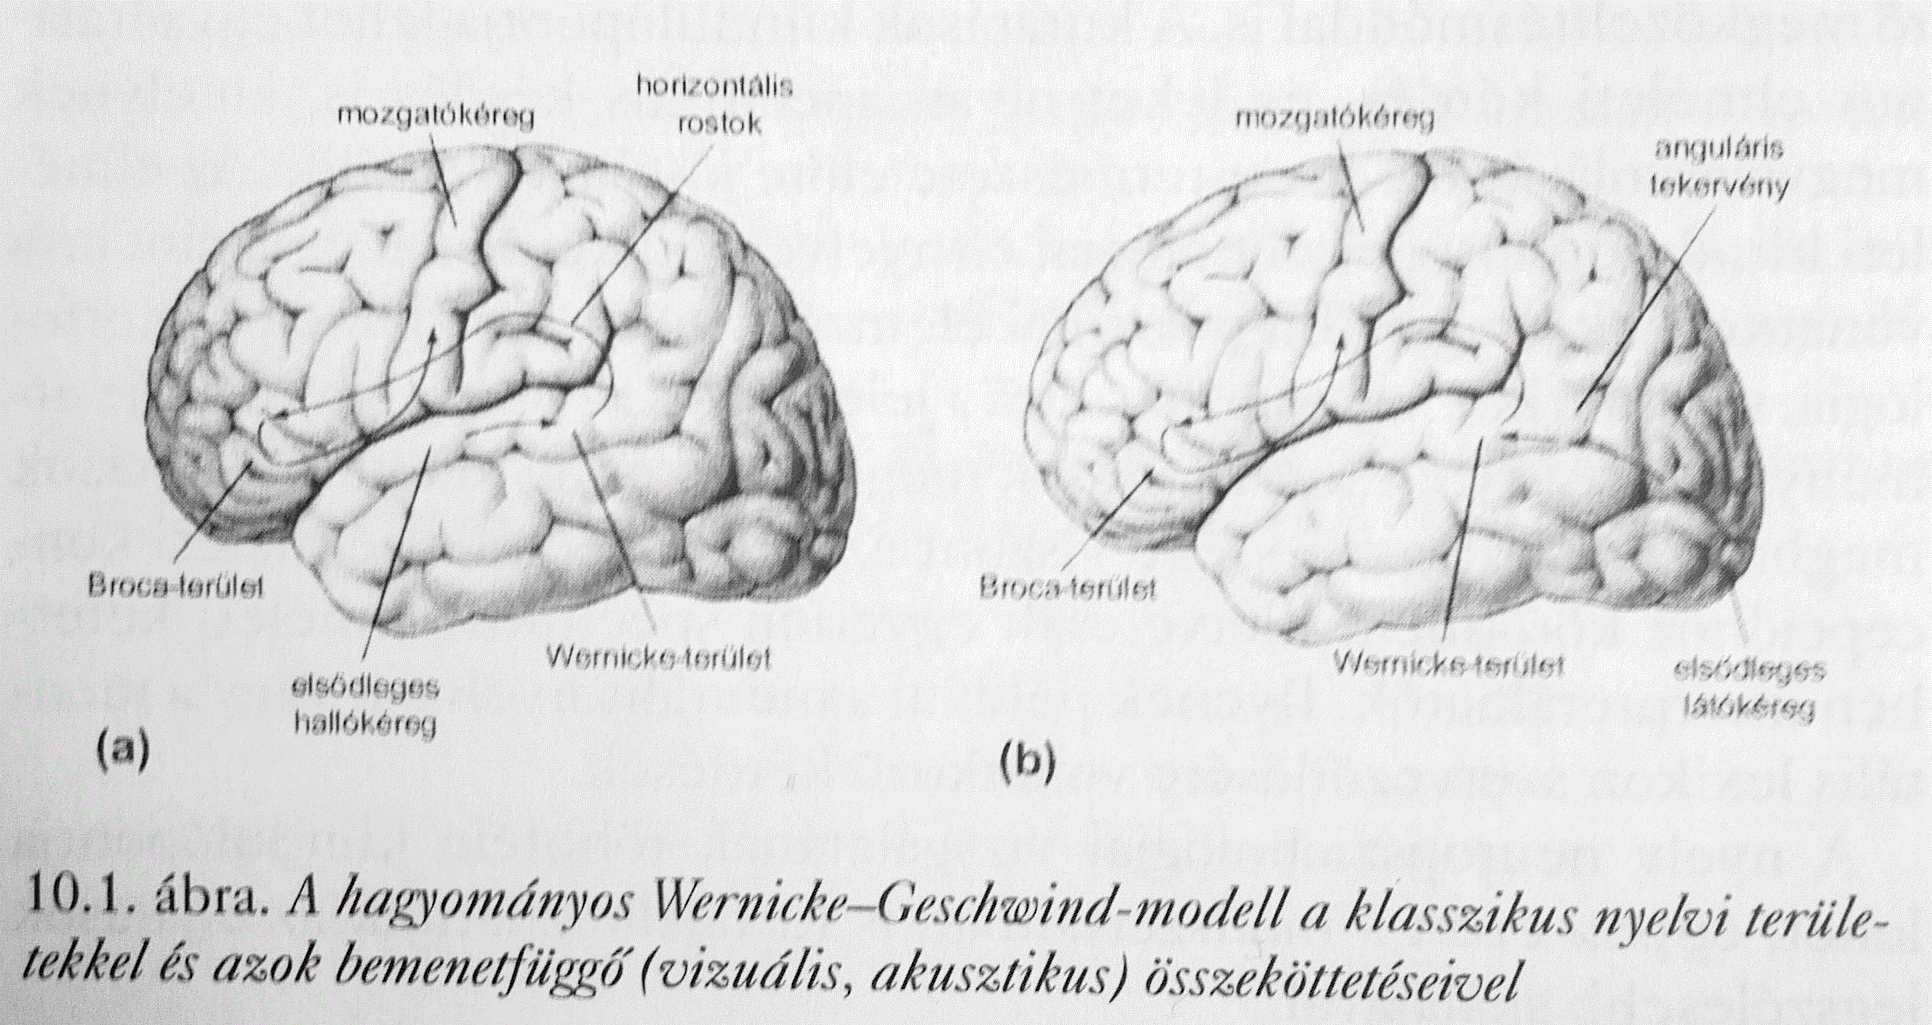 mozgatókéreg
horizontális
rostok
Broca-terület
elsődleges
hallókéreg
Wernicke-terület
(a)
mozgatókéreg
anguláris
tekervény
Broca-terület
Wernicke-terület
elsődleges
látókéreg
(b)
10.1. ábra. A hagyományos Wernicke–Geschwind-modell a klasszikus nyelvi terüle-
tekkel és azok bemenetfüggő (vizuális, akusztikus) összeköttetéseivel